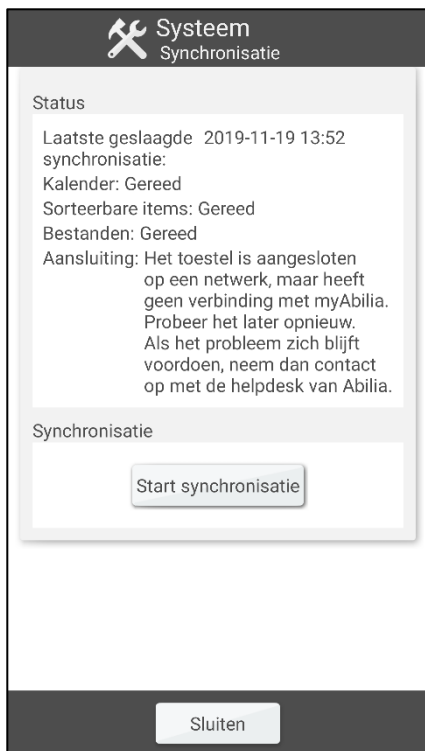 Systeem
Synchronisatie
Status
Laatste geslaagde 2019-11-19 13:52
synchronisatie:
Kalender: Gereed
Sorteerbare items: Gereed
Bestanden: Gereed
Aansluiting: Het toestel is aangesloten
op een netwerk, maar heeft
geen verbinding met myAbilia.
Probeer het later opnieuw.
Als het probleem zich blijft
voordoen, neem dan contact
op met de helpdesk van Abilia.
Synchronisatie
Start synchronisatie
Sluiten